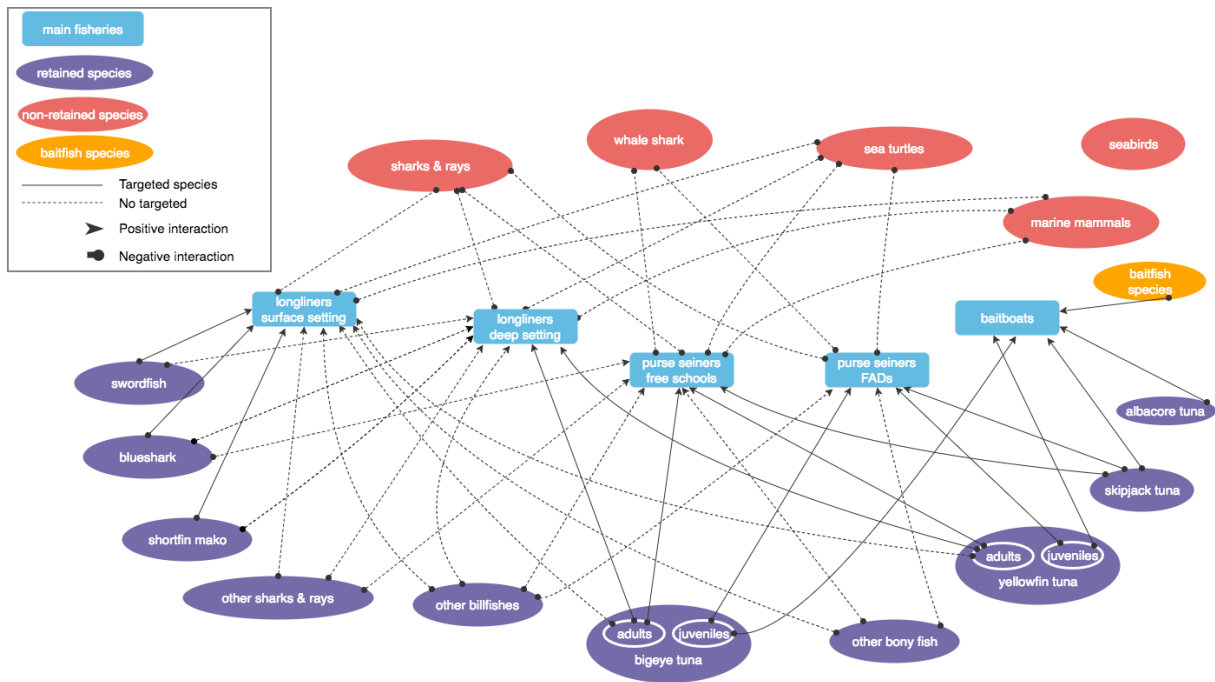 main fisheries
retained species
non-retained species
baitfish species
Targeted species
No targeted
Positive interaction
Negative interaction
whale shark
seabirds
sea turtles
sharks & rays
marine mammals
baitfish
species
longliners
surface setting
longliners
deep setting
baitboats
purse seiners
free schools
purse seiners
FADs
swordfish
albacore tuna
blueshark
skipjack tuna
shortfin mako
adults
juveniles
yellowfin tuna
other sharks & rays
other billfishes
adults
juveniles
bigeye tuna
other bony fish